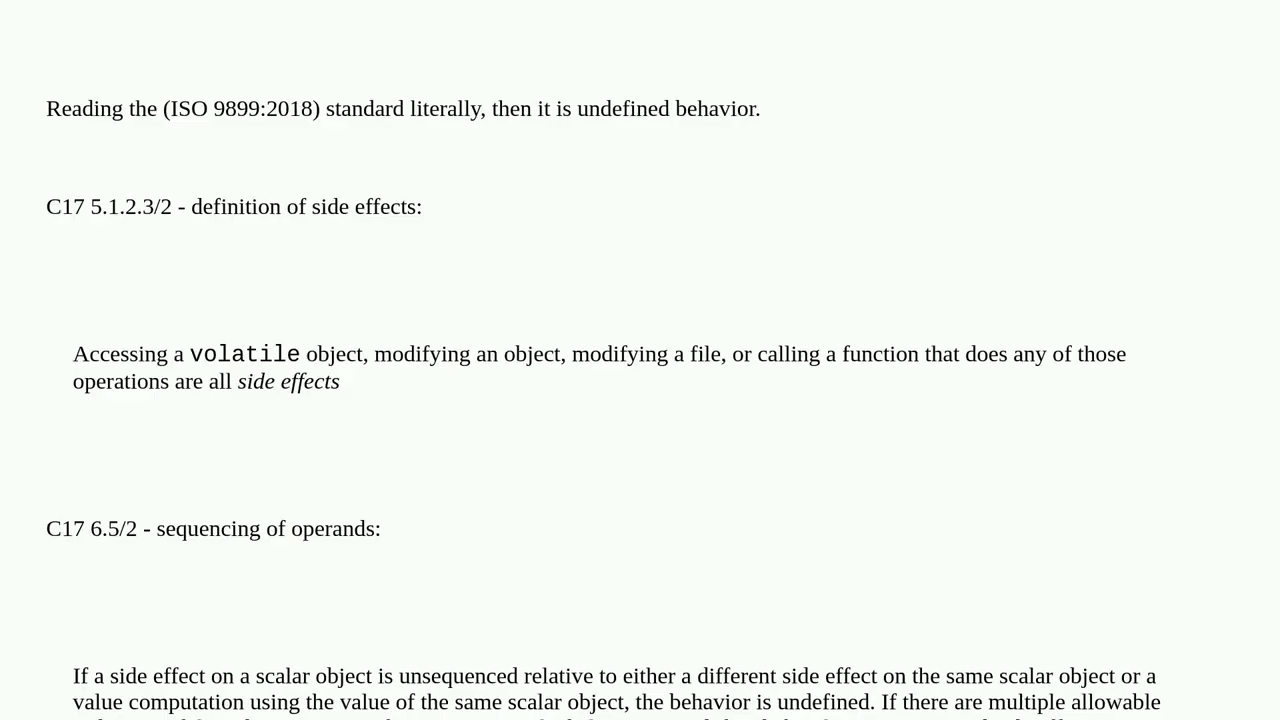 Reading the (ISO 9899:2018) standard literally, then it is undefined behavior.
C17 5.1.2.3/2 - definition of side effects:
Accessing a volatile object, modifying an object, modifying a file, or calling a function that does any of those
operations are all side effects
C17 6.5/2 - sequencing of operands:
If a side effect on a scalar object is unsequenced relative to either a different side effect on the same scalar object or a
value computation using the value of the same scalar object, the behavior is undefined. If there are multiple allowable